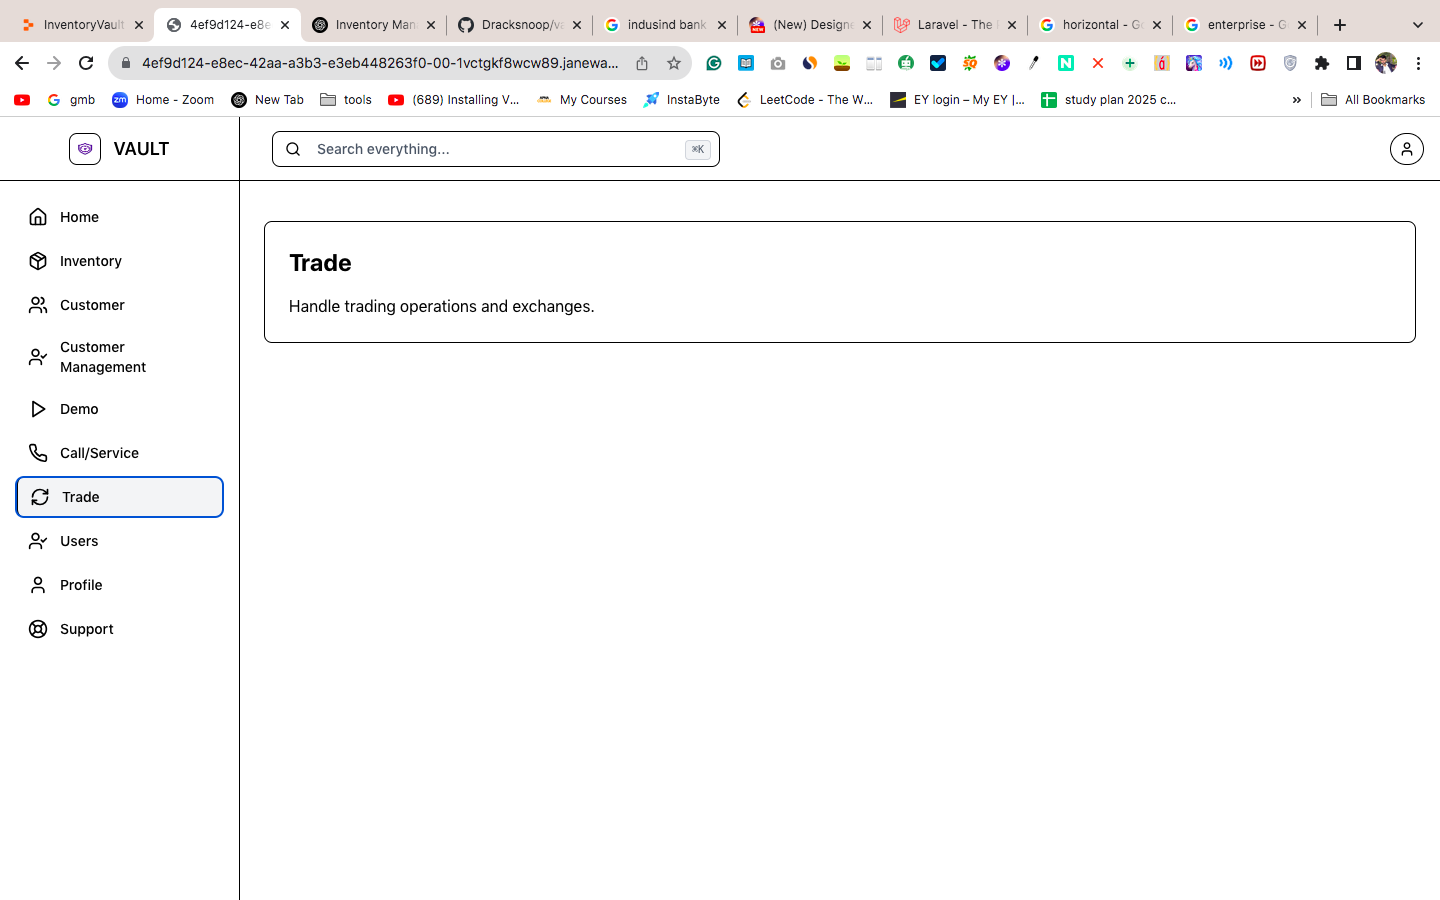 InventoryVault
4ef9d124-e8e
Inventory Man
Dracksnoop/va
indusind bank
(New) Designe
Laravel - The
horizontal - Go
enterprise - G
4ef9d124-e8ec-42aa-a3b3-e3eb448263f0-00-1vctgkf8wcw89.janewa...
gmb
Home - Zoom
New Tab
tools
(689) Installing V...
My Courses
InstaByte
LeetCode - The W...
EY login – My EY |...
study plan 2025 c...
»
All Bookmarks
VAULT
Search everything...
⌘K
Home
Inventory
Customer
Customer
Management
Demo
Call/Service
Trade
Users
Profile
Support
Trade
Handle trading operations and exchanges.